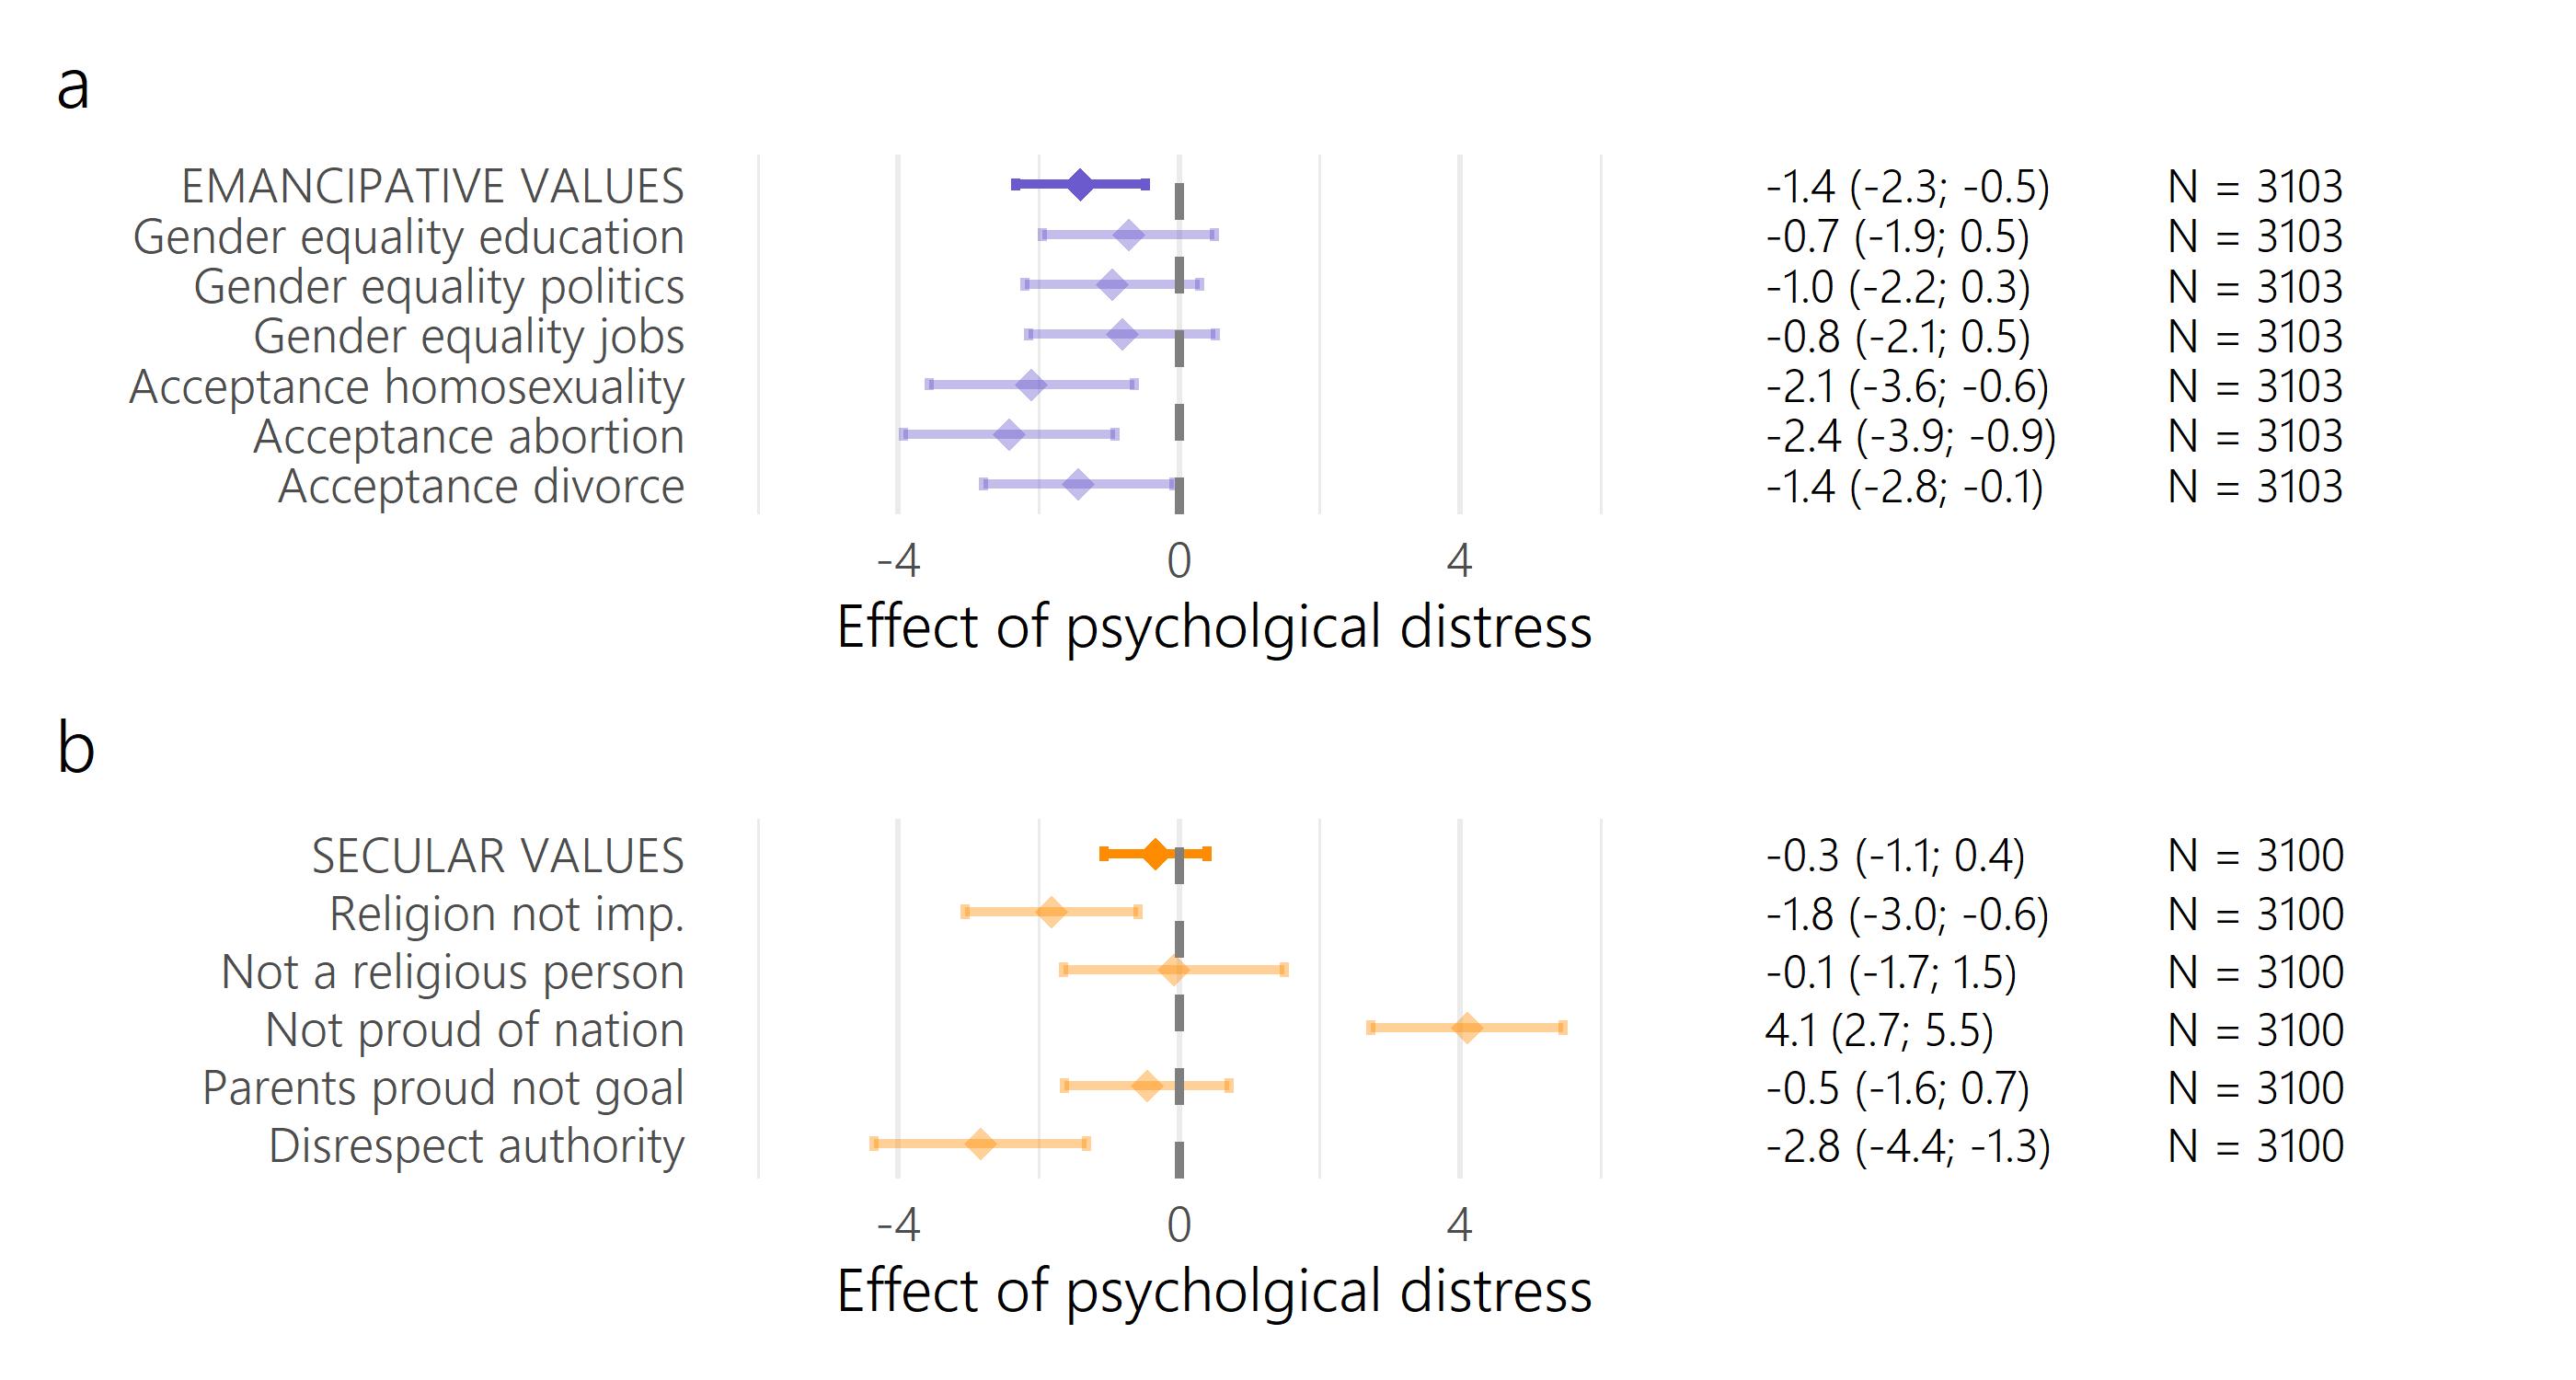 a
EMANCIPATIVE VALUES -1.4 (-2.3; -0.5) N = 3103
Gender equality education -0.7 (-1.9; 0.5) N = 3103
Gender equality politics -1.0 (-2.2; 0.3) N = 3103
Gender equality jobs -0.8 (-2.1; 0.5) N = 3103
Acceptance homosexuality -2.1 (-3.6; -0.6) N = 3103
Acceptance abortion -2.4 (-3.9; -0.9) N = 3103
Acceptance divorce -1.4 (-2.8; -0.1) N = 3103
-4 0 4
Effect of psycholgical distress
b
SECULAR VALUES -0.3 (-1.1; 0.4) N = 3100
Religion not imp. -1.8 (-3.0; -0.6) N = 3100
Not a religious person -0.1 (-1.7; 1.5) N = 3100
Not proud of nation 4.1 (2.7; 5.5) N = 3100
Parents proud not goal -0.5 (-1.6; 0.7) N = 3100
Disrespect authority -2.8 (-4.4; -1.3) N = 3100
-4 0 4
Effect of psycholgical distress